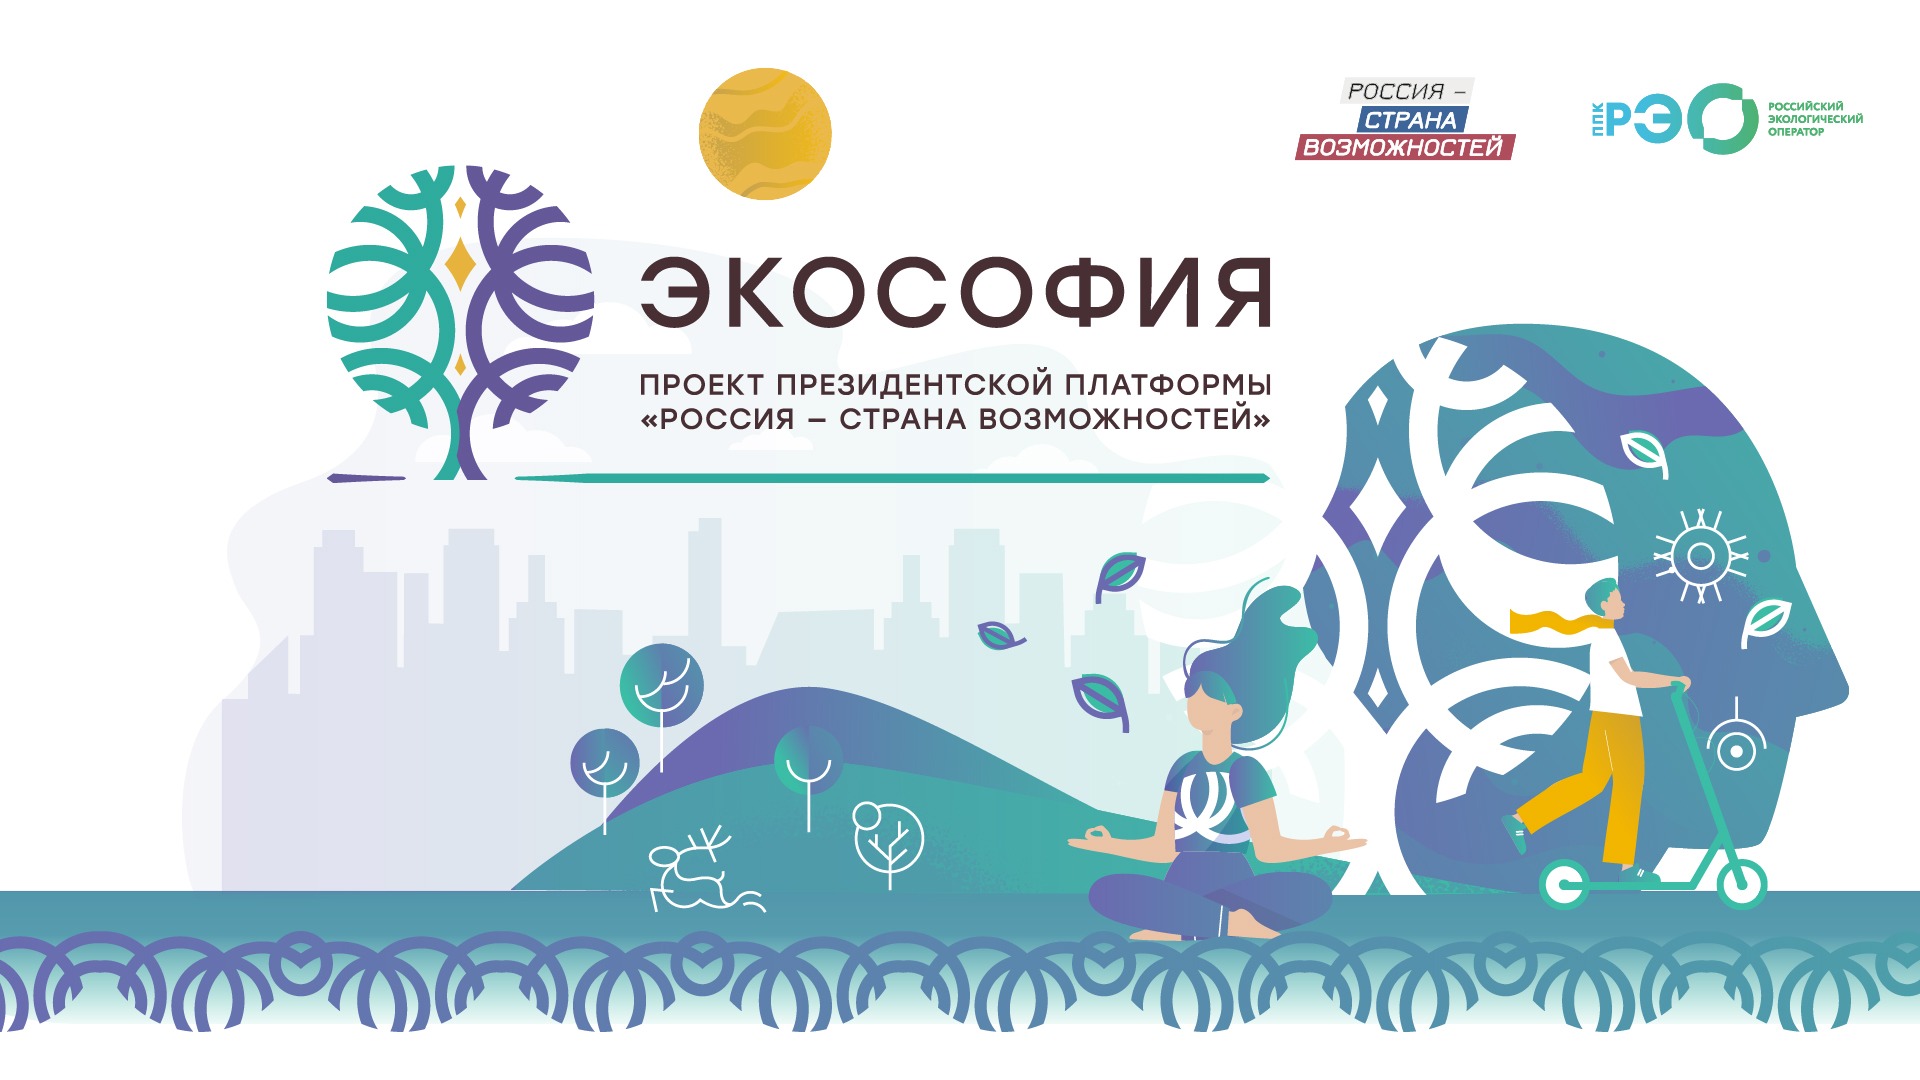 РОССИЯ –
СТРАНА
ВОЗМОЖНОСТЕЙ
ППК РЭО
РОССИЙСКИЙ
ЭКОЛОГИЧЕСКИЙ
ОПЕРАТОР
ЭКОСОФИЯ
ПРОЕКТ ПРЕЗИДЕНТСКОЙ ПЛАТФОРМЫ
«РОССИЯ – СТРАНА ВОЗМОЖНОСТЕЙ»